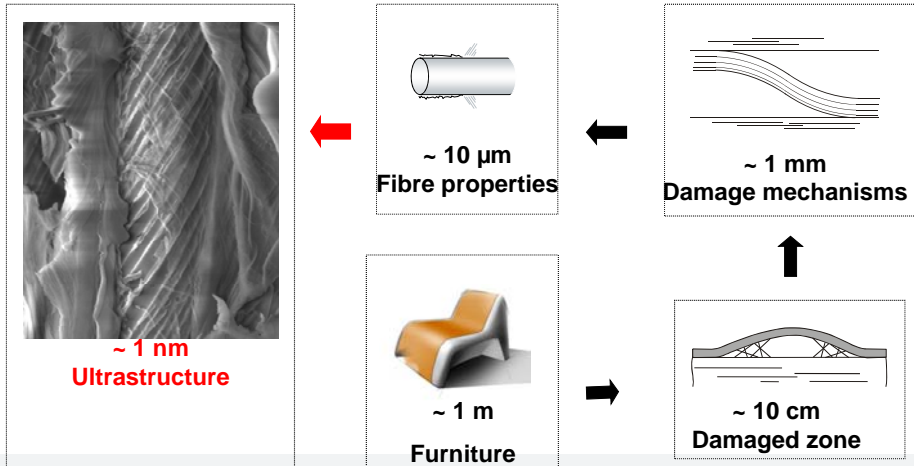 ~ 1 nm
Ultrastructure
~ 10 µm
Fibre properties
~ 1 mm
Damage mechanisms
~ 1 m
Furniture
~ 10 cm
Damaged zone